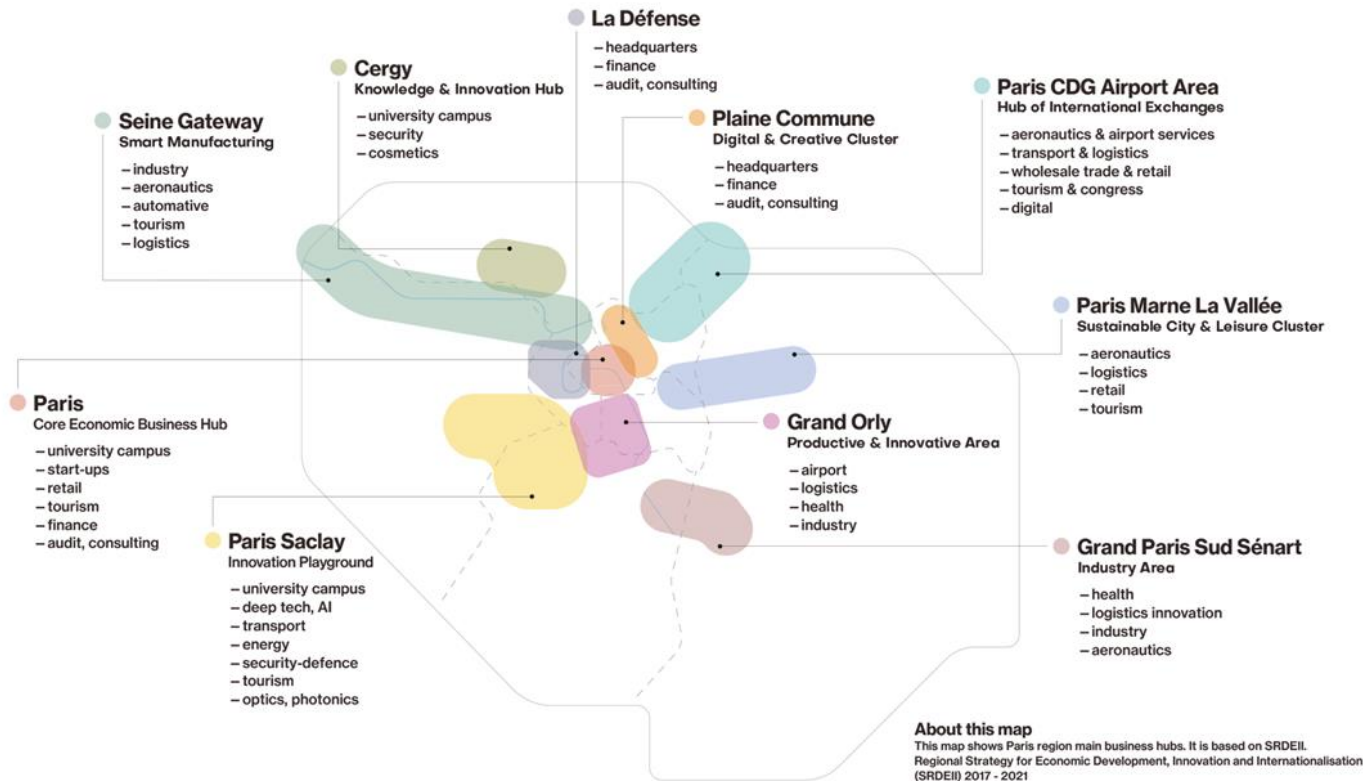 La Défense
– headquarters
– finance
– audit, consulting
Cergy
Knowledge & Innovation Hub
– university campus
– security
– cosmetics
Paris CDG Airport Area
Hub of International Exchanges
– aeronautics & airport services
– transport & logistics
– wholesale trade & retail
– tourism & congress
– digital
Seine Gateway
Smart Manufacturing
– industry
– aeronautics
– automative
– tourism
– logistics
Plaine Commune
Digital & Creative Cluster
– headquarters
– finance
– audit, consulting
Paris Marne La Vallée
Sustainable City & Leisure Cluster
– aeronautics
– logistics
– retail
– tourism
Paris
Core Economic Business Hub
– university campus
– start-ups
– retail
– tourism
– finance
– audit, consulting
Grand Orly
Productive & Innovative Area
– airport
– logistics
– health
– industry
Paris Saclay
Innovation Playground
– university campus
– deep tech, AI
– transport
– energy
– security-defence
– tourism
– optics, photonics
Grand Paris Sud Sénart
Industry Area
– health
– logistics innovation
– industry
– aeronautics
About this map
This map shows Paris region main business hubs. It is based on SRDEII.
Regional Strategy for Economic Development, Innovation and Internationalisation
(SRDEII) 2017 - 2021